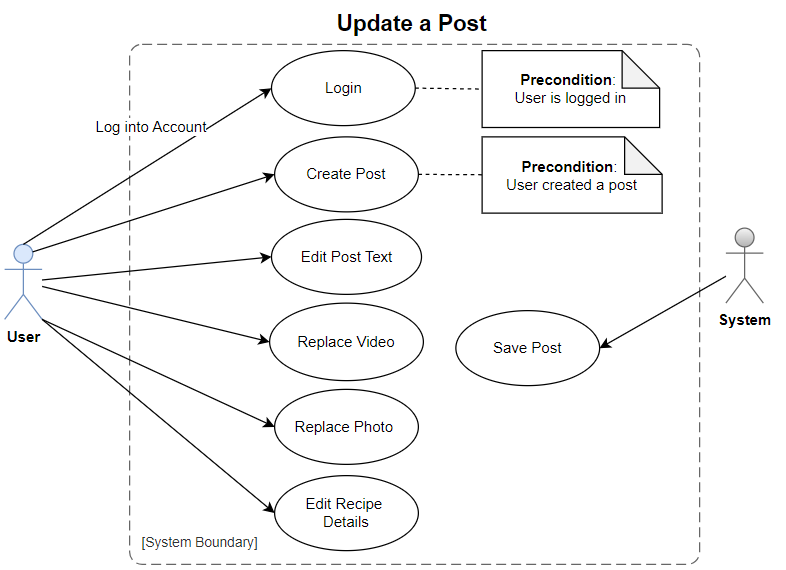 Update a Post
Login
Precondition:
User is logged in
Log into Account
Create Post
Precondition:
User created a post
Edit Post Text
User
System
Replace Video
Save Post
Replace Photo
Edit Recipe
Details
[System Boundary]